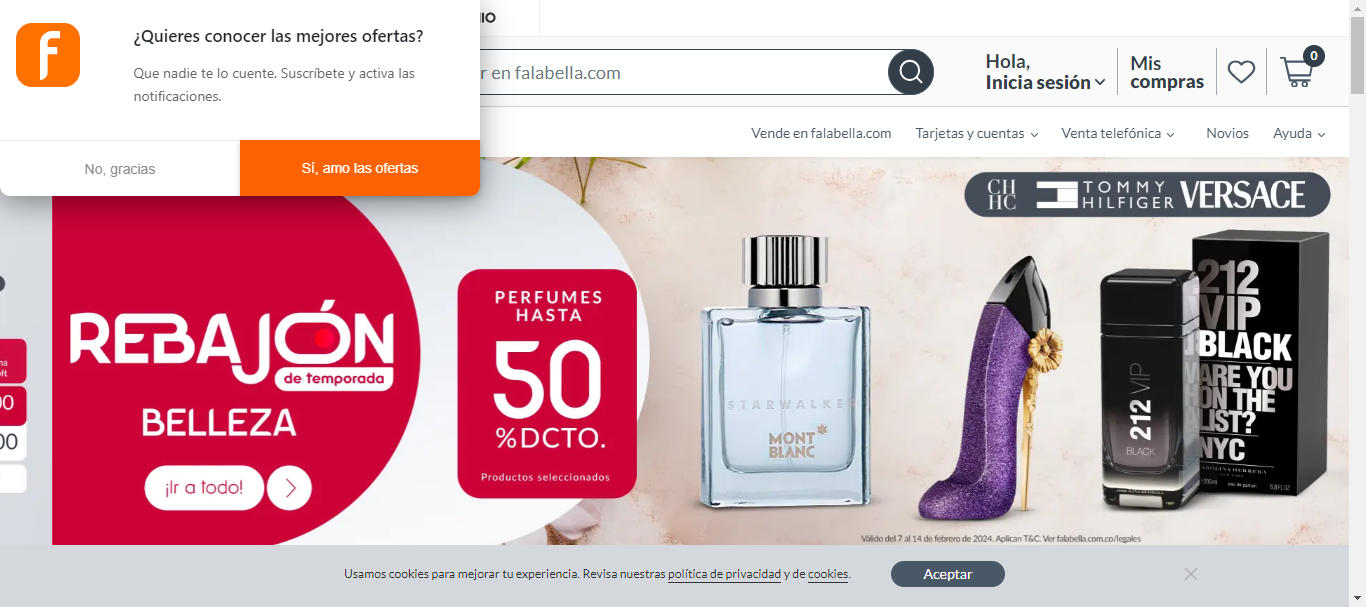 ¿Quieres conocer las mejores ofertas?
Que nadie te lo cuente. Suscríbete y activa las
notificaciones.
No, gracias
Sí, amo las ofertas
IO
r en falabella.com
Hola,
Inicia sesión
Mis
compras
0
Vende en falabella.com
Tarjetas y cuentas
Venta telefónica
Novios
Ayuda
CH
HC
TOMMY
HILFIGER
VERSACE
REBAJÓN
de temporada
BELLEZA
¡Ir a todo!
PERFUMES
HASTA
50
%DCTO.
Productos seleccionados
STARWALKE
MONT
BLANC
212 VIP
BLACK
212
VIP
BLACK
ARE YOU
ON THE
LIST?
NYC
CAROLINA HERRERA
Válido del 7 al 14 de febrero de 2024. Aplican T&C. Ver falabella.com.co/legales
Usamos cookies para mejorar tu experiencia. Revisa nuestras política de privacidad y de cookies.
Aceptar